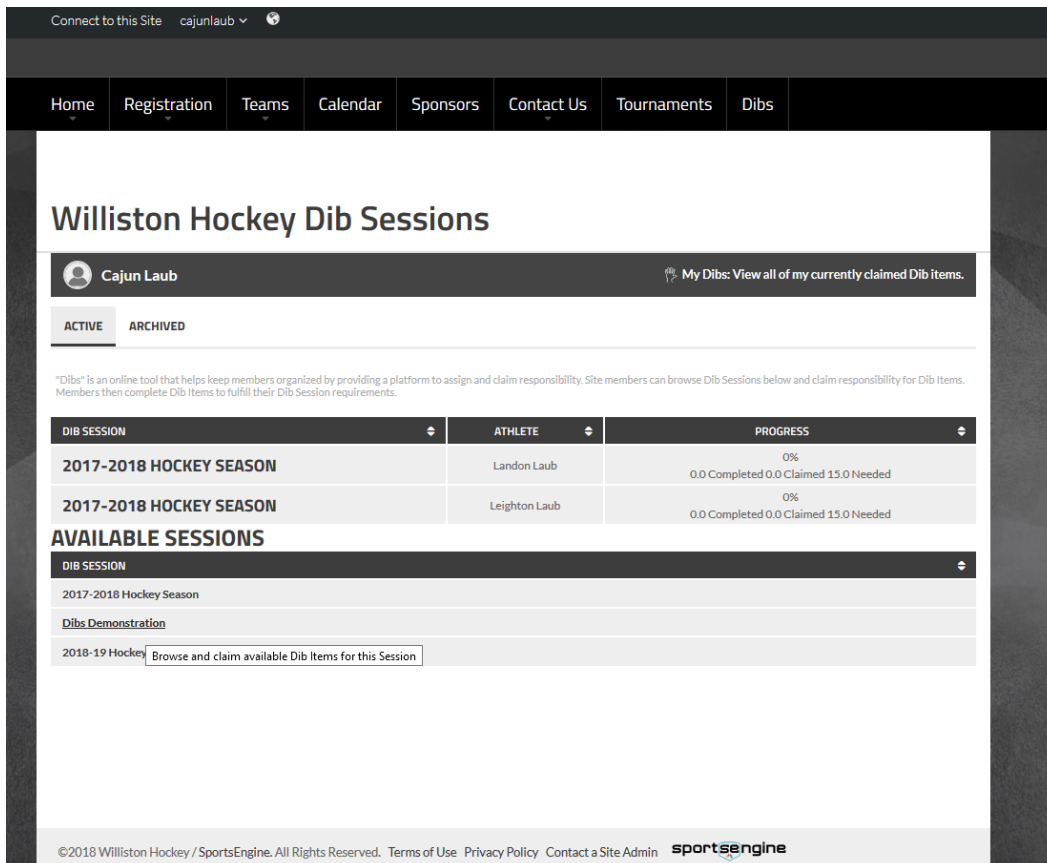 Connect to this Site cajunlaub
Home Registration Teams Calendar Sponsors Contact Us Tournaments Dibs
Williston Hockey Dib Sessions
Cajun Laub My Dibs: View all of my currently claimed Dib items.
ACTIVE ARCHIVED
"Dibs" is an online tool that helps keep members organized by providing a platform to assign and claim responsibility. Site members can browse Dib Sessions below and claim responsibility for Dib Items.
Members then complete Dib Items to fulfill their Dib Session requirements.
DIB SESSION ATHLETE PROGRESS
2017-2018 HOCKEY SEASON Landon Laub 0%
0.0 Completed 0.0 Claimed 15.0 Needed
2017-2018 HOCKEY SEASON Leighton Laub 0%
0.0 Completed 0.0 Claimed 15.0 Needed
AVAILABLE SESSIONS
DIB SESSION
2017-2018 Hockey Season
Dibs Demonstration
2018-19 Hockey
Browse and claim available Dib Items for this Session
©2018 Williston Hockey / SportsEngine. All Rights Reserved. Terms of Use Privacy Policy Contact a Site Admin sportsengine